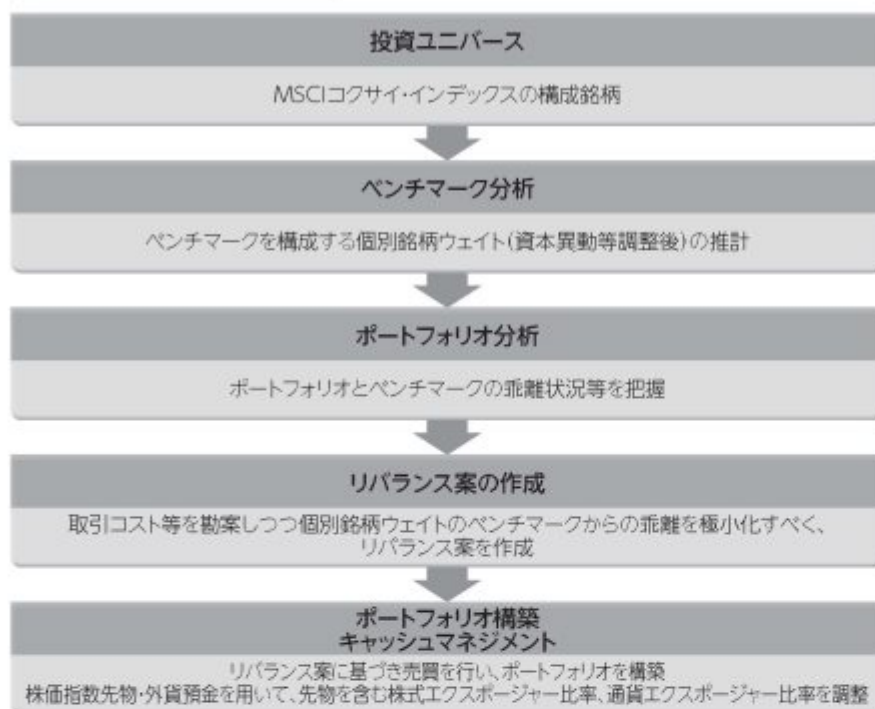 投資ユニバース
MSCIコクサイ・インデックスの構成銘柄
ベンチマーク分析
ベンチマークを構成する個別銘柄ウェイト(資本異動等調整後)の推計
ポートフォリオ分析
ポートフォリオとベンチマークの乖離状況等を把握
リバランス案の作成
取引コスト等を勘案しつつ個別銘柄ウェイトのベンチマークからの乖離を極小化すべく、
リバランス案を作成
ポートフォリオ構築
キャッシュマネジメント
リバランス案に基づき売買を行い、ポートフォリオを構築
株価指数先物・外貨預金を用いて、先物を含む株式エクスポージャー比率、通貨エクスポージャー比率を調整